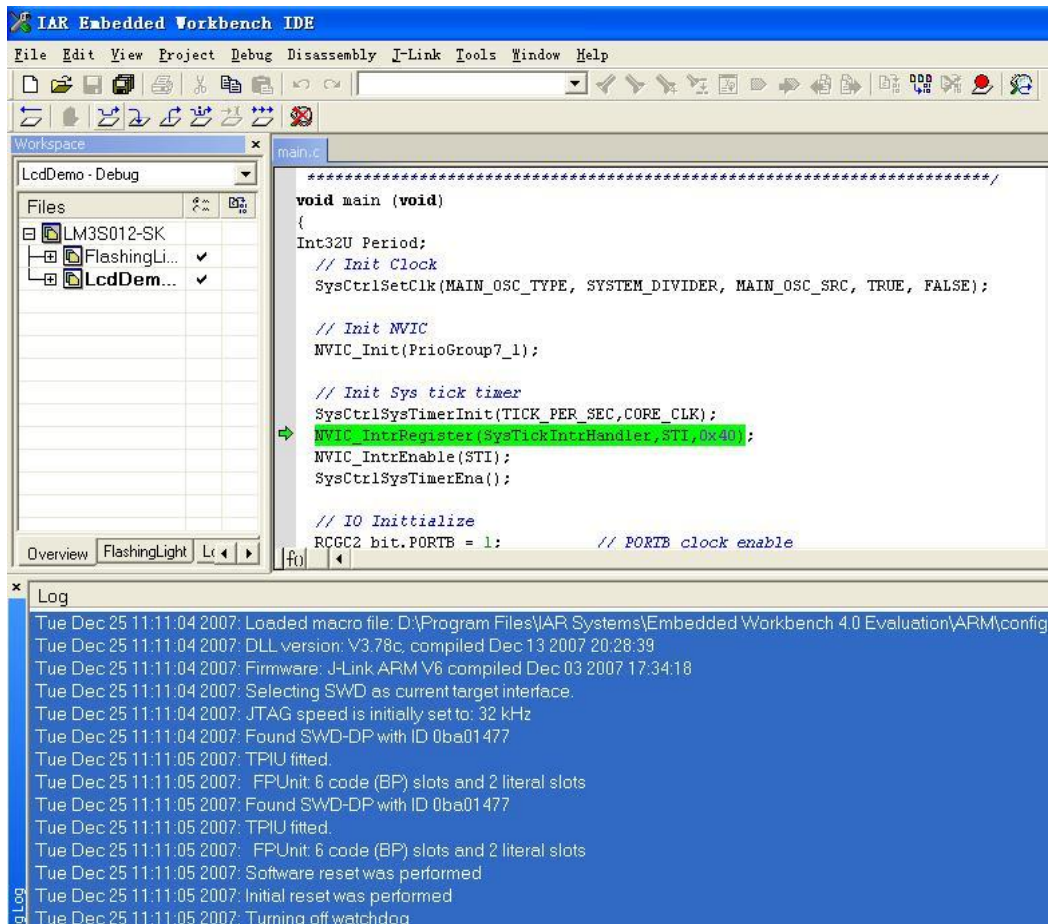 IAR Embedded Workbench IDE
File Edit View Project Debug Disassembly J-Link Tools Window Help
Workspace
main.c
LcdDemo - Debug
Files
LM3S012-SK
FlashingLi...
LcdDem...
Overview FlashingLight
****************************************************************************/
void main (void)
{
Int32U Period;
// Init Clock
SysCtrlSetClk(MAIN_OSC_TYPE, SYSTEM_DIVIDER, MAIN_OSC_SRC, TRUE, FALSE);
// Init NVIC
NVIC_Init(PrioGroup7_1);
// Init Sys tick timer
SysCtrlSysTimerInit(TICK_PER_SEC,CORE_CLK);
NVIC_IntrRegister(SysTickIntrHandler,STI,0x40);
NVIC_IntrEnable(STI);
SysCtrlSysTimerEna();
// IO Inittialize
RCGC2_bit.PORTB = 1; // PORTB clock enable
f()
Log
Tue Dec 25 11:11:04 2007: Loaded macro file: D:\Program Files\IAR Systems\Embedded Workbench 4.0 Evaluation\ARM\config
Tue Dec 25 11:11:04 2007: DLL version: V3.78c, compiled Dec 13 2007 20:28:39
Tue Dec 25 11:11:04 2007: Firmware: J-Link ARM V6 compiled Dec 03 2007 17:34:18
Tue Dec 25 11:11:04 2007: Selecting SWD as current target interface.
Tue Dec 25 11:11:04 2007: JTAG speed is initially set to: 32 kHz
Tue Dec 25 11:11:04 2007: Found SWD-DP with ID 0ba01477
Tue Dec 25 11:11:05 2007: TPIU fitted.
Tue Dec 25 11:11:05 2007: FPUnit: 6 code (BP) slots and 2 literal slots
Tue Dec 25 11:11:05 2007: Found SWD-DP with ID 0ba01477
Tue Dec 25 11:11:05 2007: TPIU fitted.
Tue Dec 25 11:11:05 2007: FPUnit: 6 code (BP) slots and 2 literal slots
Tue Dec 25 11:11:05 2007: Software reset was performed
Tue Dec 25 11:11:05 2007: Initial reset was performed
Tue Dec 25 11:11:05 2007: Turning off watchdog